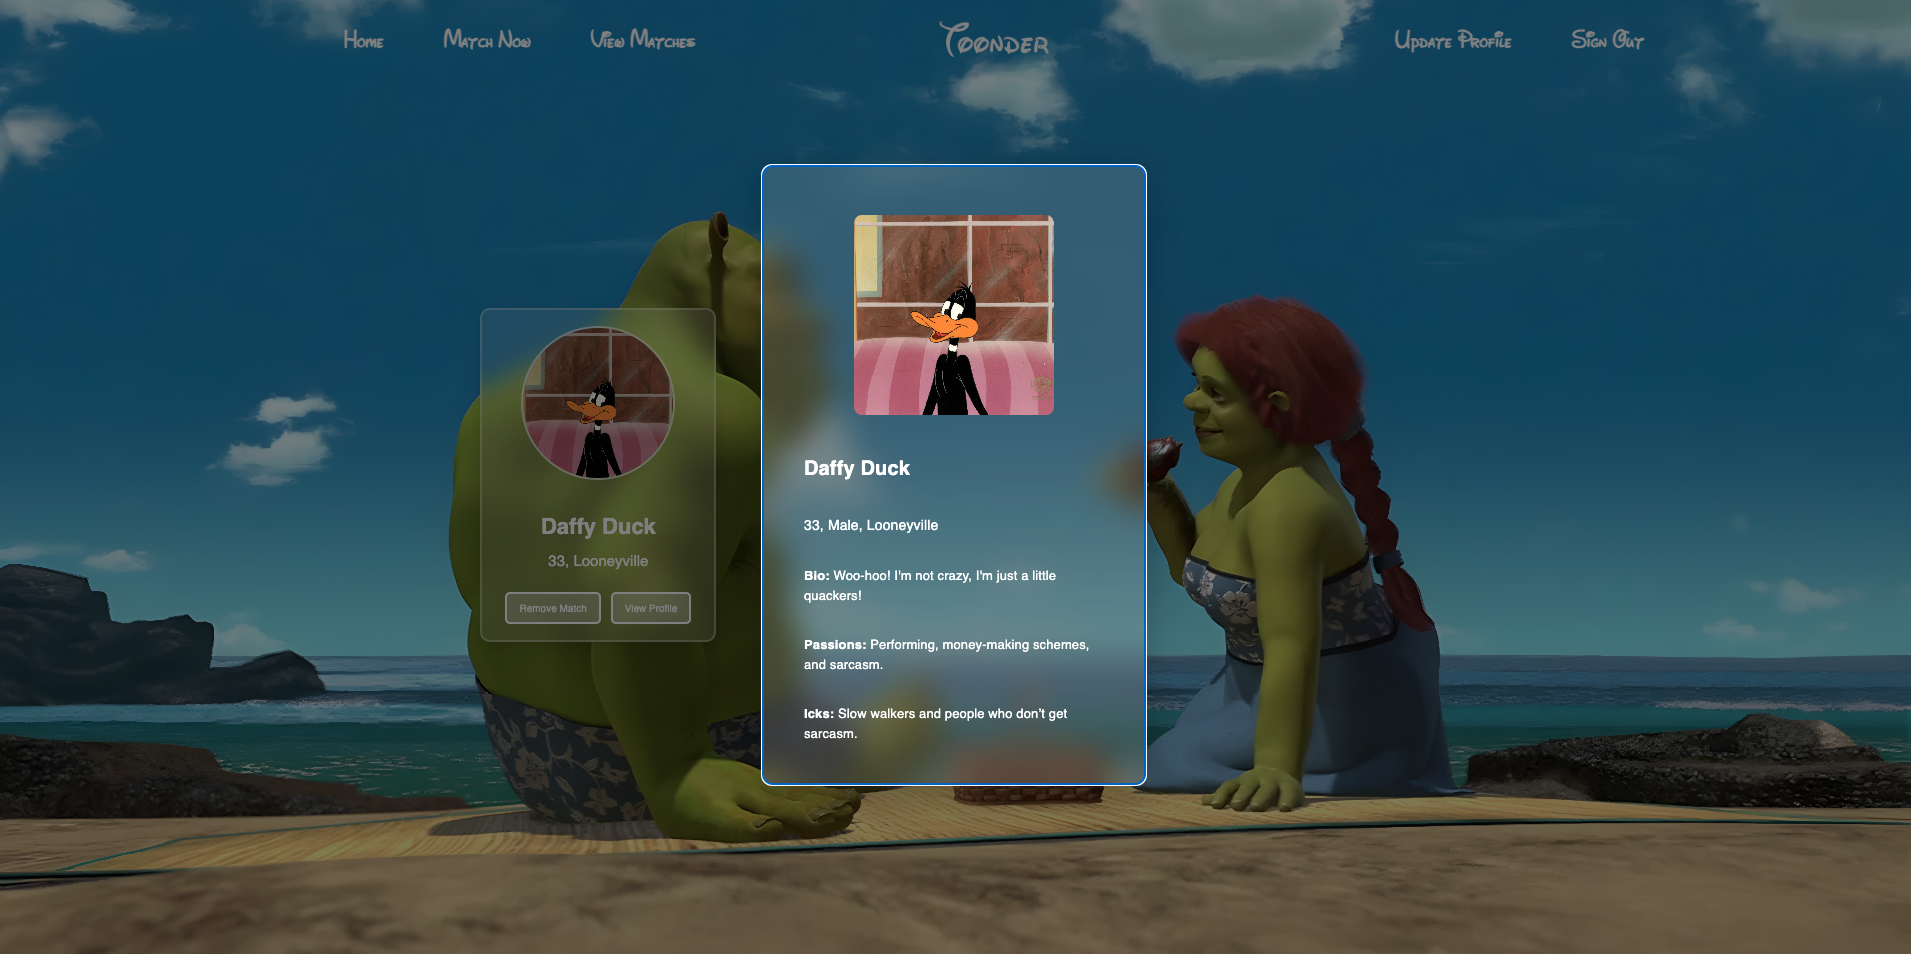 Home
Match Now
View Matches
Toonder
Update Profile
Sign Out
Daffy Duck
33, Looneyville
Remove Match
View Profile
Daffy Duck
33, Male, Looneyville
Bio: Woo-hoo! I'm not crazy, I'm just a little
quackers!
Passions: Performing, money-making schemes,
and sarcasm.
Icks: Slow walkers and people who don't get
sarcasm.